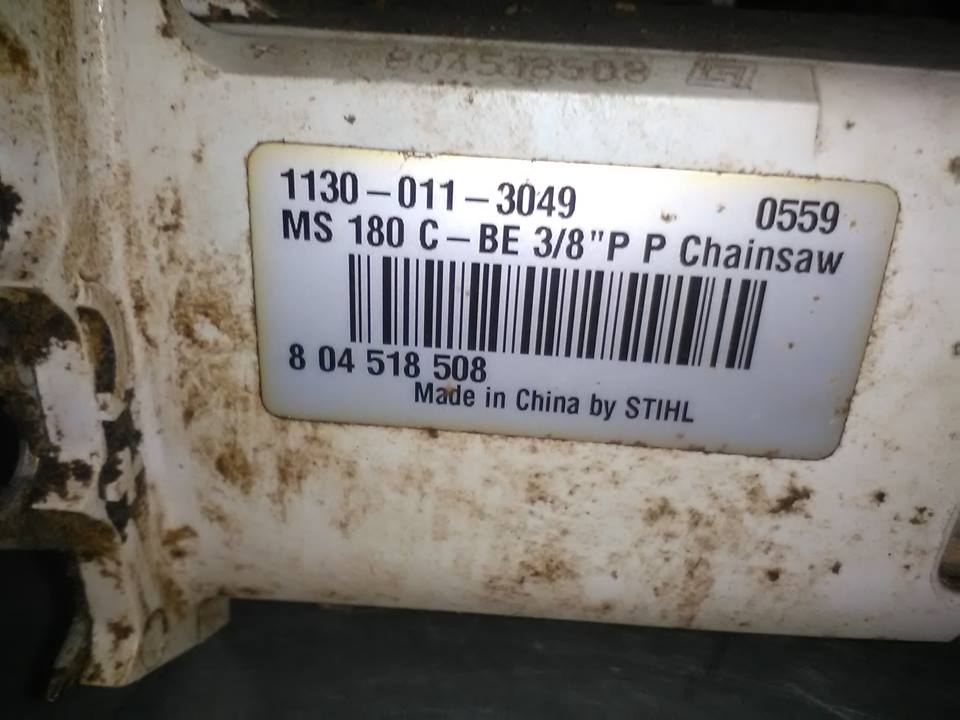 804518508
1130-011-3049 0559
MS 180 C-BE 3/8"P P Chainsaw
8 04 518 508
Made in China by STIHL